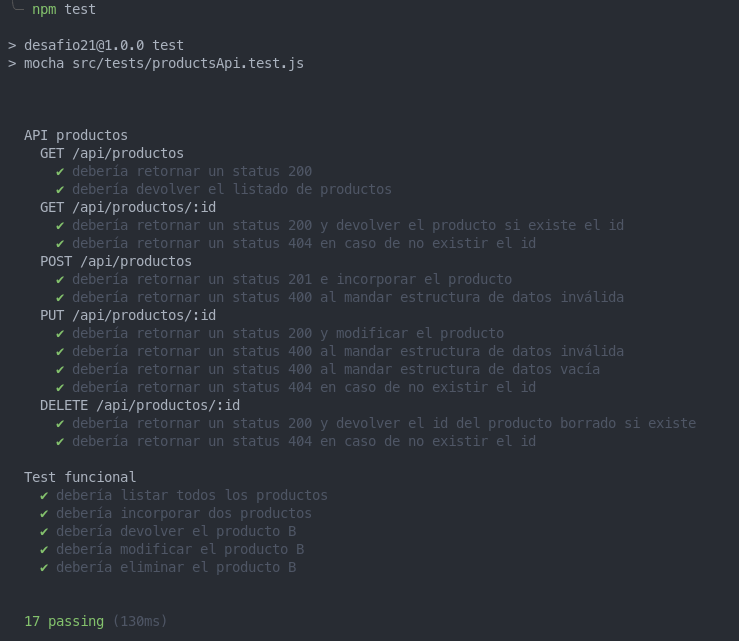 npm test
> desafio21@1.0.0 test
> mocha src/tests/productsApi.test.js
API productos
GET /api/productos
✔ debería retornar un status 200
✔ debería devolver el listado de productos
GET /api/productos/:id
✔ debería retornar un status 200 y devolver el producto si existe el id
✔ debería retornar un status 404 en caso de no existir el id
POST /api/productos
✔ debería retornar un status 201 e incorporar el producto
✔ debería retornar un status 400 al mandar estructura de datos inválida
PUT /api/productos/:id
✔ debería retornar un status 200 y modificar el producto
✔ debería retornar un status 400 al mandar estructura de datos inválida
✔ debería retornar un status 400 al mandar estructura de datos vacía
✔ debería retornar un status 404 en caso de no existir el id
DELETE /api/productos/:id
✔ debería retornar un status 200 y devolver el id del producto borrado si existe
✔ debería retornar un status 404 en caso de no existir el id
Test funcional
✔ debería listar todos los productos
✔ debería incorporar dos productos
✔ debería devolver el producto B
✔ debería modificar el producto B
✔ debería eliminar el producto B
17 passing (130ms)